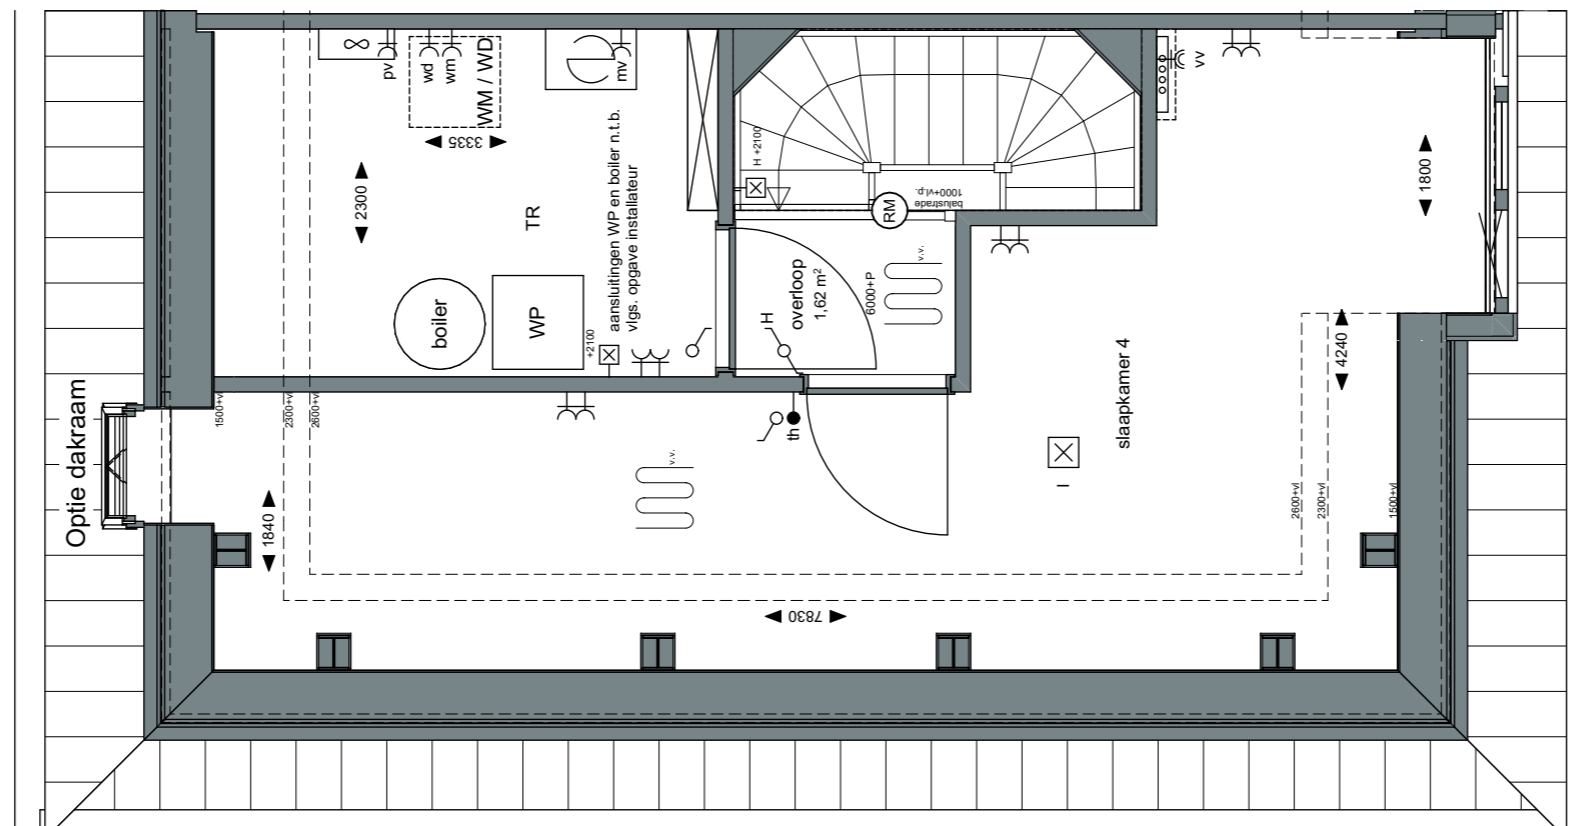 pv
wd
wm
WM / WD
mv
3335
2300
TR
aansluitingen WP en boiler n.t.b.
vlgs. opgave installateur
boiler
WP
+2100
H +2100
RM
balustrade
1000+vl.p.
vv
1800
overloop
1,62 m²
6000+P
v.v.
H
Optie dakraam
1500+vl
2300+vl
2600+vl
1840
th
v.v.
slaapkamer 4
I
4240
2600+vl
2300+vl
1500+vl
7830